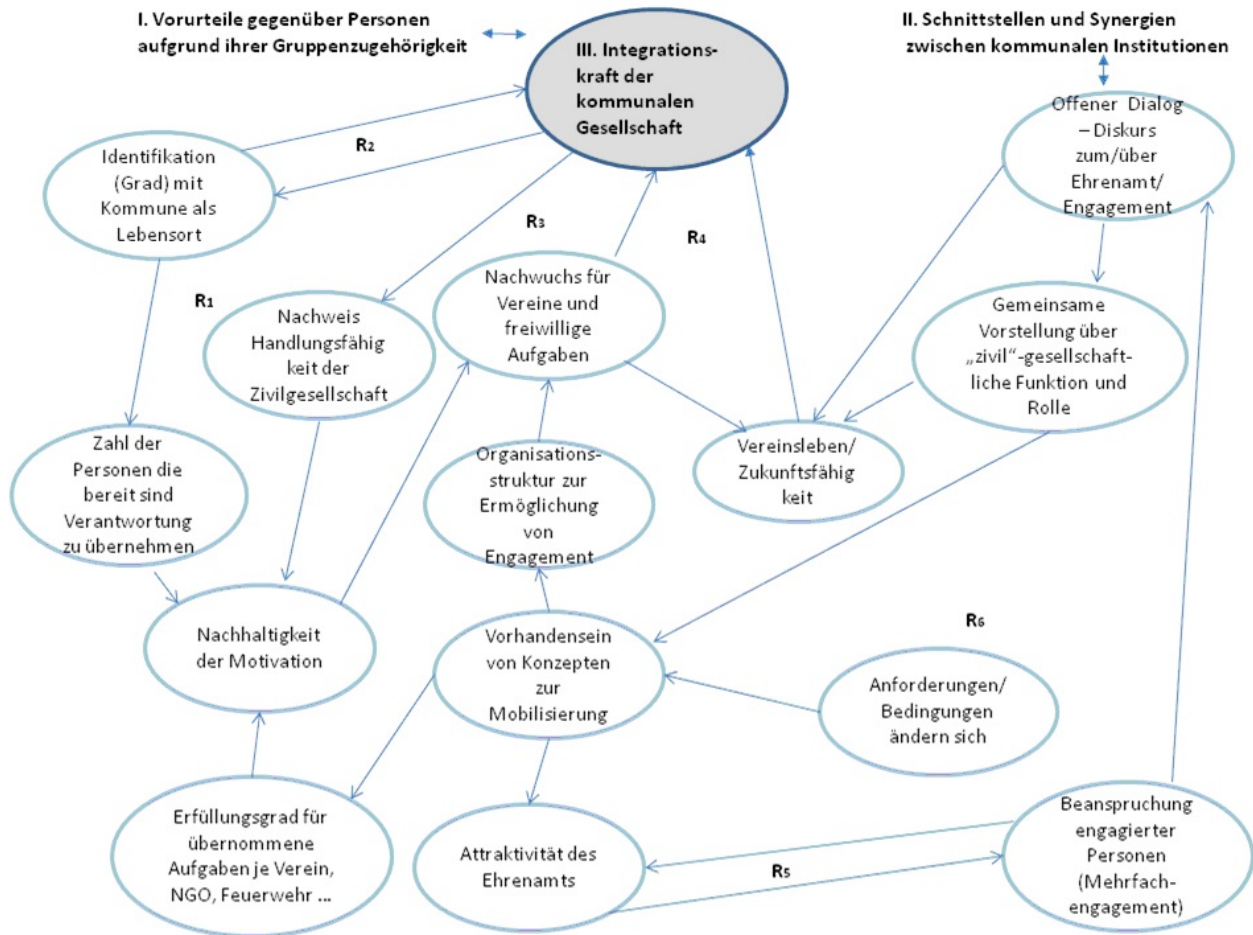 I. Vorurteile gegenüber Personen
aufgrund ihrer Gruppenzugehörigkeit
II. Schnittstellen und Synergien
zwischen kommunalen Institutionen
III. Integrations-
kraft der
kommunalen
Gesellschaft
Offener Dialog
– Diskurs
zum/über
Ehrenamt/
Engagement
R2
Identifikation
(Grad) mit
Kommune als
Lebensort
R3
R4
Nachwuchs für
Vereine und
freiwillige
Aufgaben
R1
Nachweis
Handlungsfähig
keit der
Zivilgesellschaft
Gemeinsame
Vorstellung über
„zivil“-gesellschaft-
liche Funktion und
Rolle
Zahl der
Personen die
bereit sind
Verantwortung
zu übernehmen
Organisations-
struktur zur
Ermöglichung
von
Engagement
Vereinsleben/
Zukunftsfähig
keit
Nachhaltigkeit
der Motivation
Vorhandensein
von Konzepten
zur
Mobilisierung
R6
Anforderungen/
Bedingungen
ändern sich
Erfüllungsgrad für
übernommene
Aufgaben je Verein,
NGO, Feuerwehr ...
Attraktivität des
Ehrenamts
R5
Beanspruchung
engagierter
Personen
(Mehrfach-
engagement)